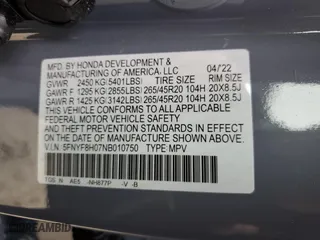 MFD. BY HONDA DEVELOPMENT & 04/'22
MANUFACTURING OF AMERICA, LLC
GVWR 2450 KG(5401LBS) TIRE SIZE RIM SIZE
GAWR F 1295 KG(2855LBS) 265/45R20 104H 20X8.5J
GAWR R 1425 KG(3142LBS) 265/45R20 104H 20X8.5J
THIS VEHICLE CONFORMS TO ALL APPLICABLE
FEDERAL MOTOR VEHICLE SAFETY STANDARDS
IN EFFECT ON THE DATE OF MANUFACTURE SHOWN ABOVE.
V.I.N. 5FNYF8H07NB010750 TYPE MPV
NH677P -V -B
DREAMBID.COM